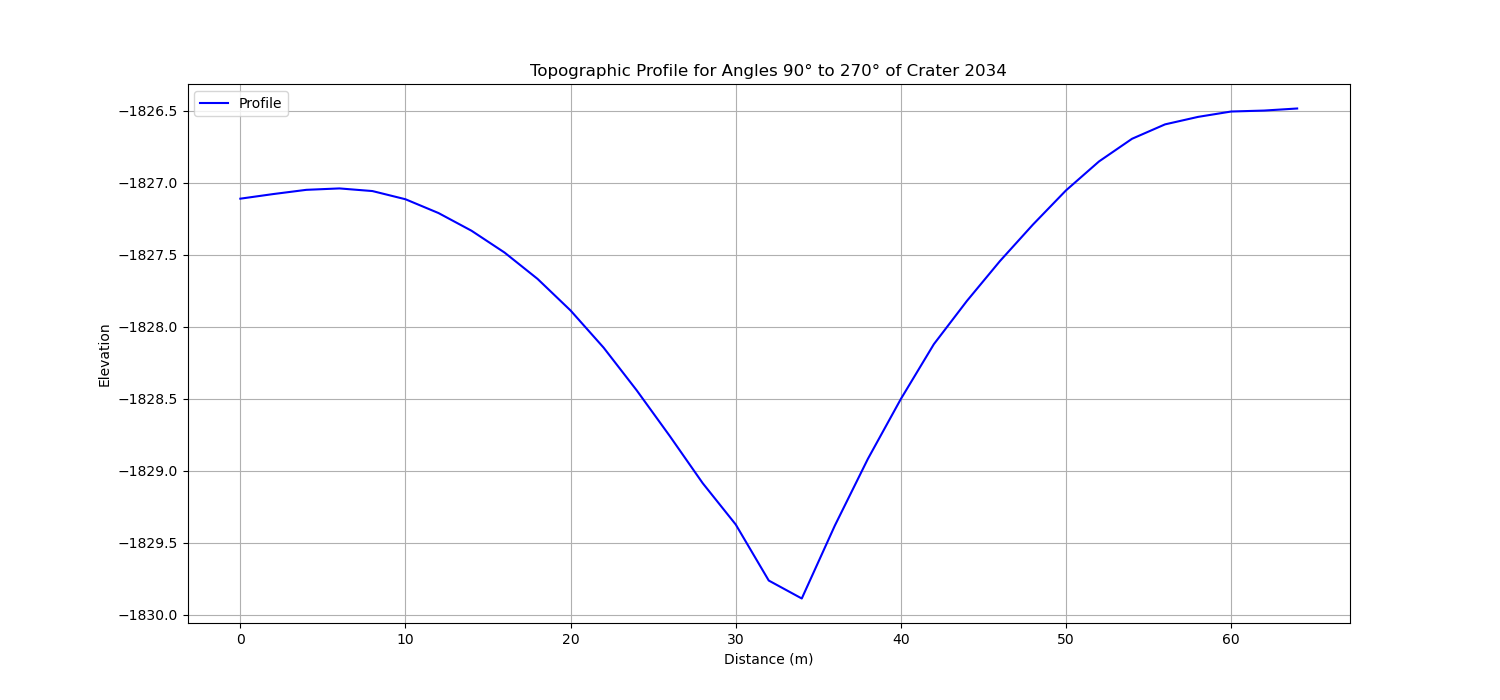 Topographic Profile for Angles 90° to 270° of Crater 2034
Profile
−1826.5
−1827.0
−1827.5
−1828.0
−1828.5
−1829.0
−1829.5
−1830.0
Elevation
0 10 20 30 40 50 60
Distance (m)